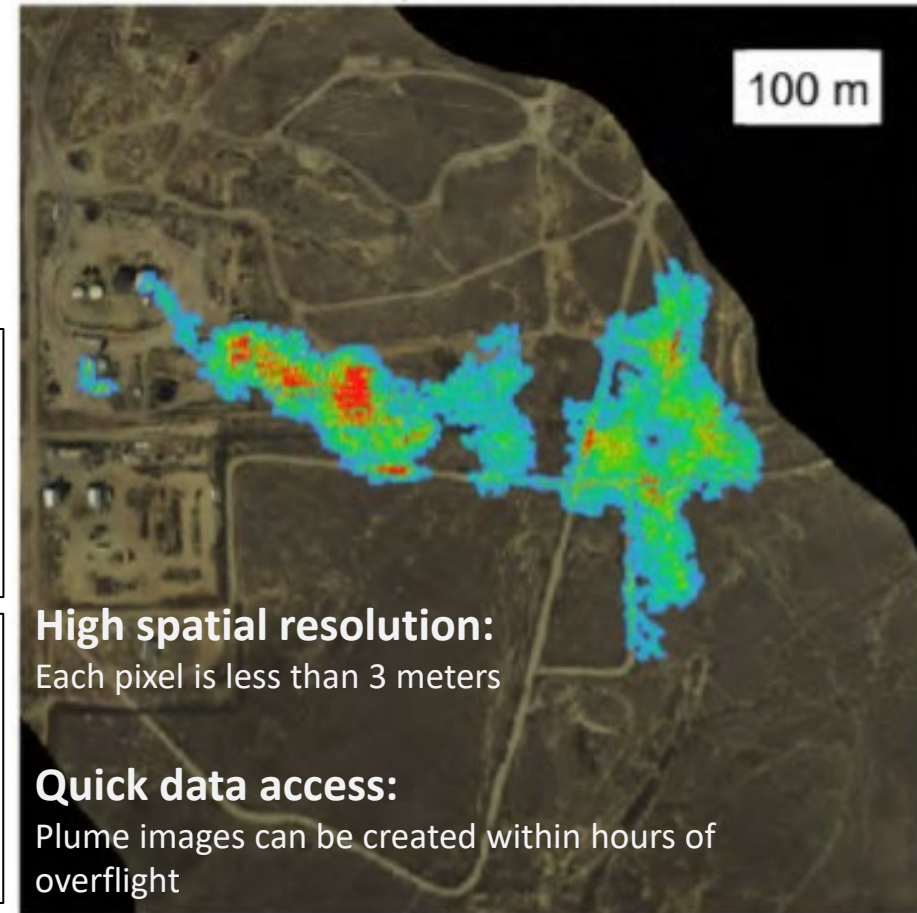 100 m
High spatial resolution:
Each pixel is less than 3 meters
Quick data access:
Plume images can be created within hours of
overflight